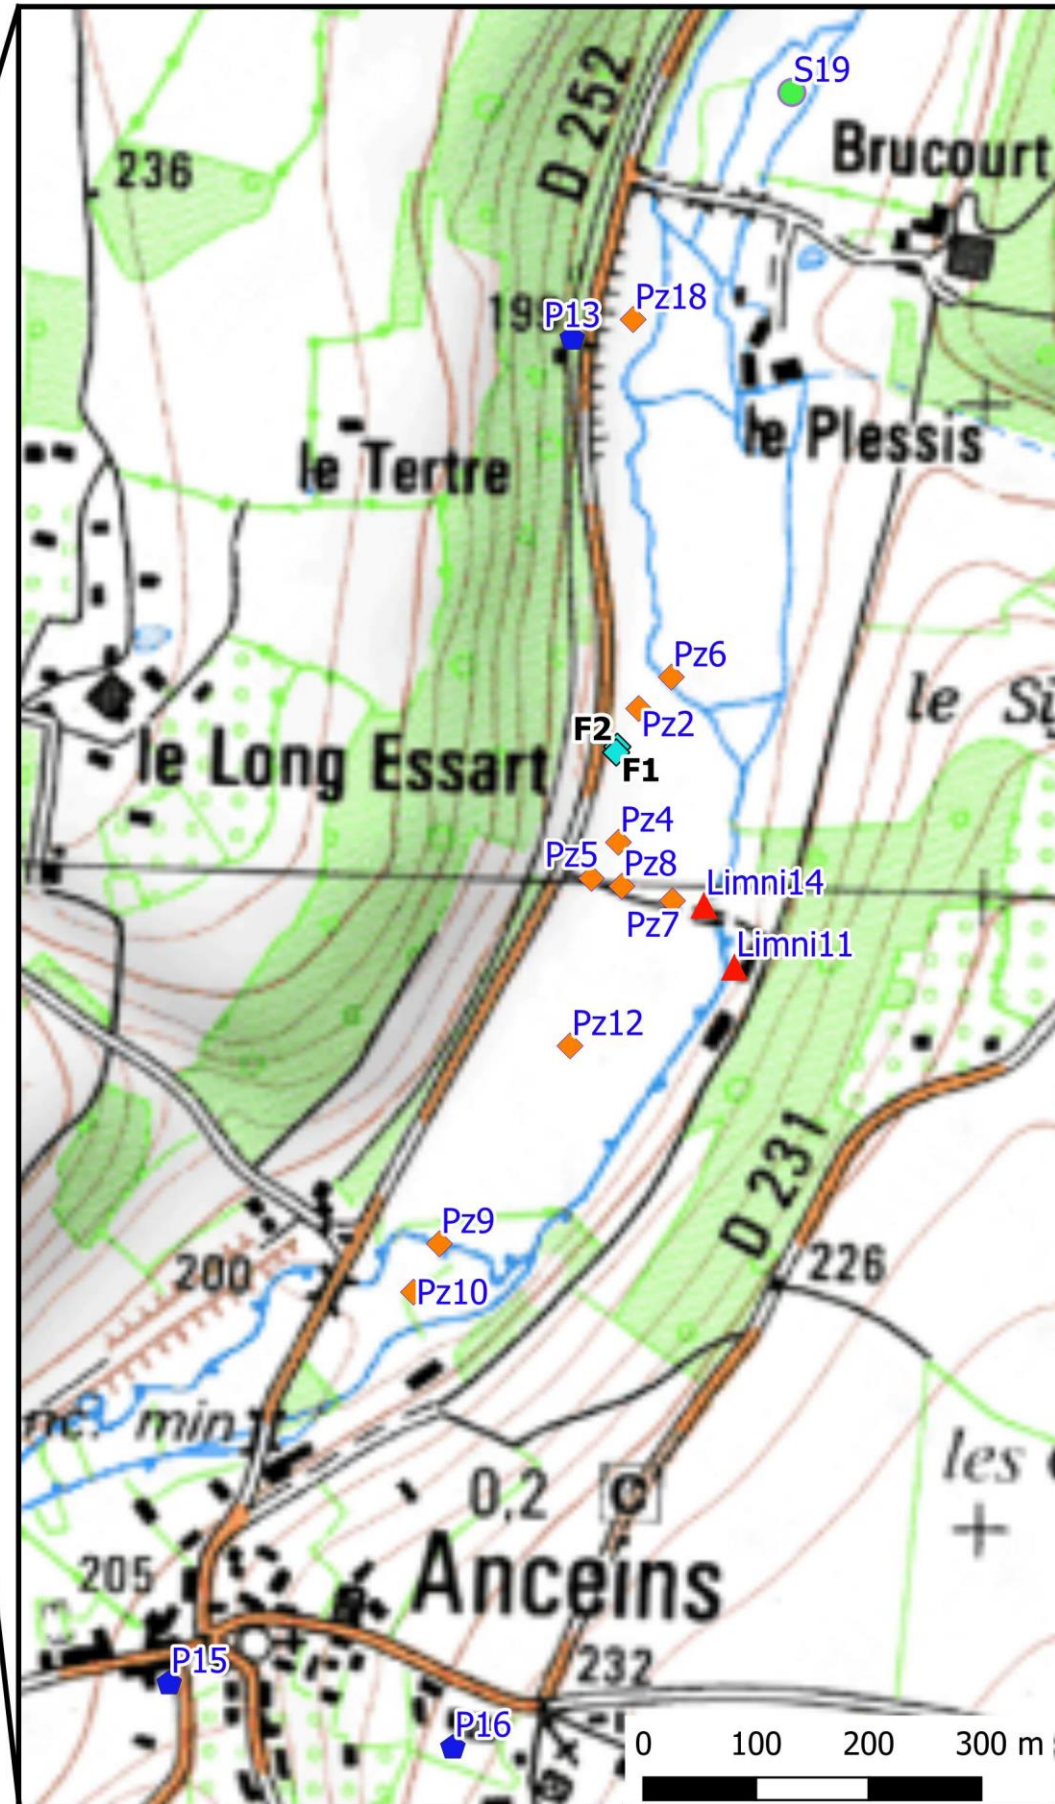 S19
D 252
Brucourt
236
Pz18
P13
le Plessis
le Tertre
Pz6
le
Pz2
F2
F1
le Long Essart
Pz4
Pz5
Pz8
Limni14
Pz7
Limni11
Pz12
D 231
Pz9
226
200
Pz10
min
les
0,2
C
Anceins
205
232
P15
P16
0 100 200 300 m